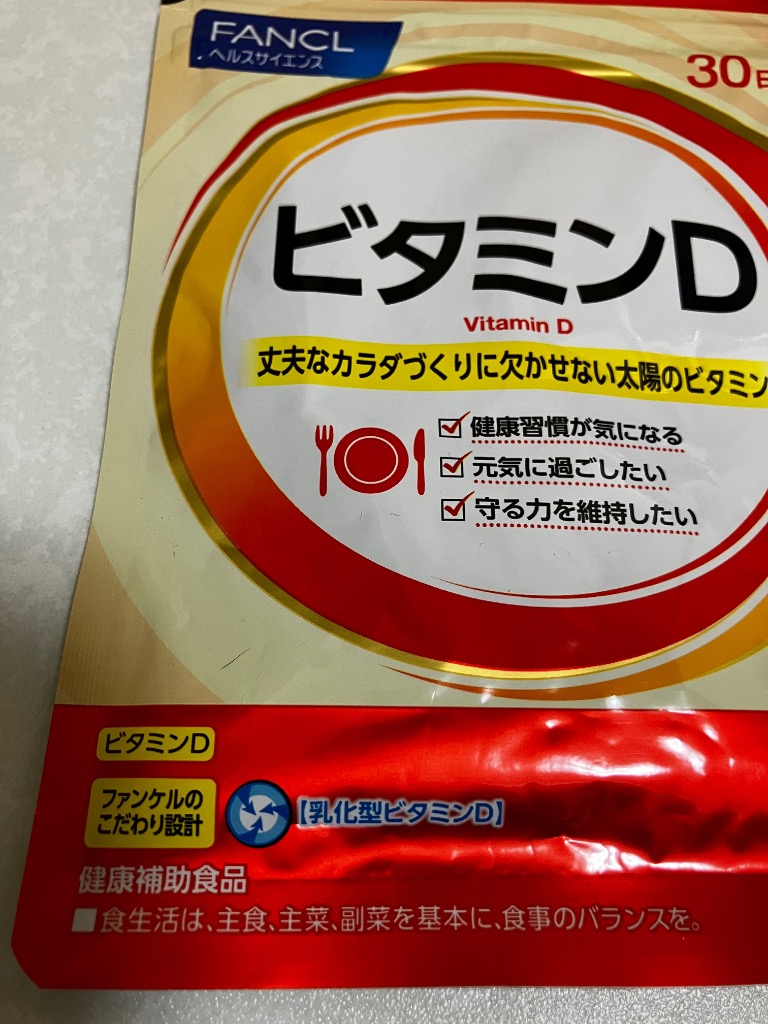 FANCL
ヘルスサイエンス
30日
ビタミンD
Vitamin D
丈夫なカラダづくりに欠かせない太陽のビタミン
健康習慣が気になる
元気に過ごしたい
守る力を維持したい
ビタミンD
ファンケルの
こだわり設計
【乳化型ビタミンD】
健康補助食品
■食生活は、主食、主菜、副菜を基本に、食事のバランスを。